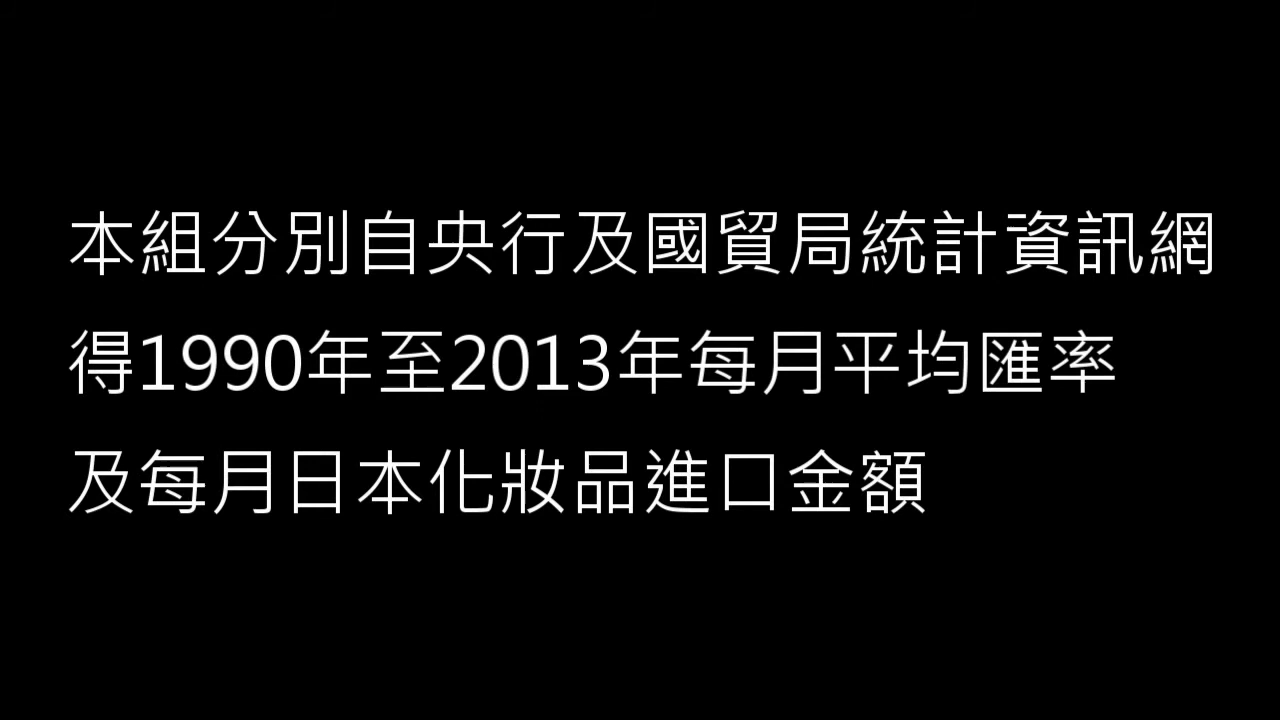 本組分別自央行及國貿局統計資訊網
得1990年至2013年每月平均匯率
及每月日本化妝品進口金額